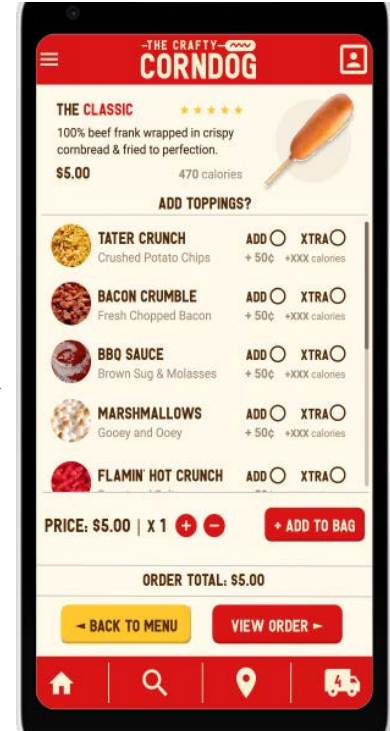 -THE CRAFTY-
CORNDOG
THE CLASSIC
100% beef frank wrapped in crispy
cornbread & fried to perfection.
$5.00 470 calories
ADD TOPPINGS?
TATER CRUNCH ADD XTRA
Crushed Potato Chips + 50¢ +XXX calories
BACON CRUMBLE ADD XTRA
Fresh Chopped Bacon + 50¢ +XXX calories
BBQ SAUCE ADD XTRA
Brown Sug & Molasses + 50¢ +XXX calories
MARSHMALLOWS ADD XTRA
Gooey and Ooey + 50¢ +XXX calories
FLAMIN' HOT CRUNCH ADD XTRA
PRICE: $5.00 | X 1 + - + ADD TO BAG
ORDER TOTAL: $5.00
◄ BACK TO MENU VIEW ORDER ►
4